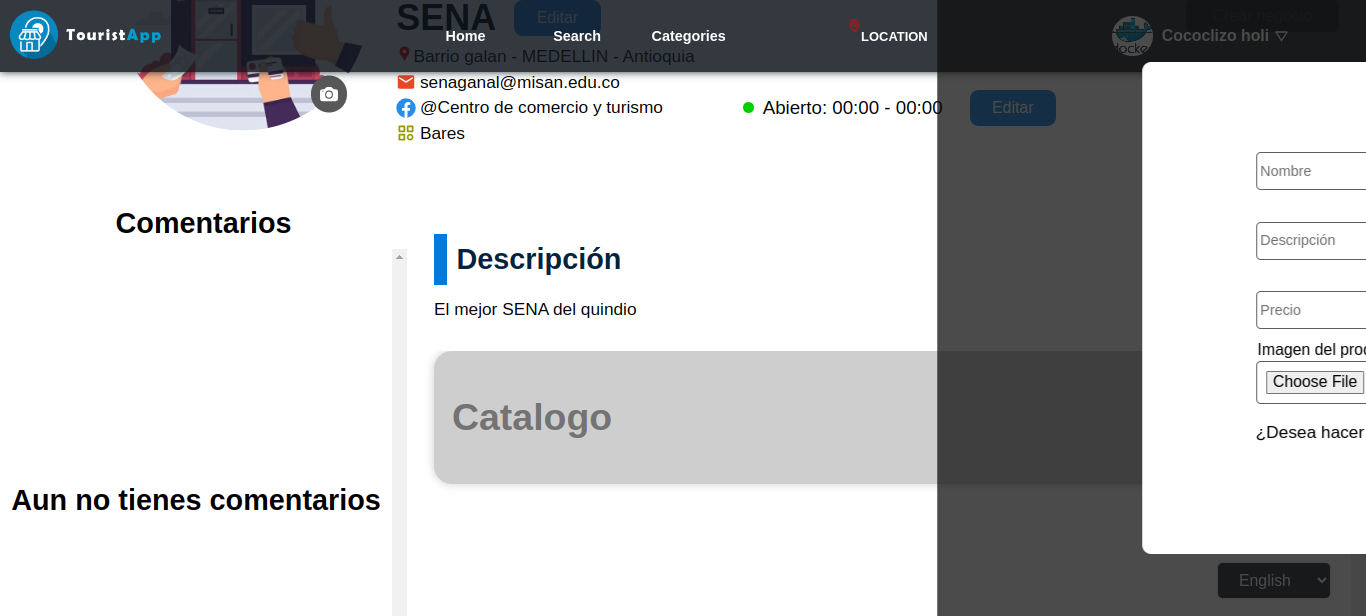 SENA
Editar
Crear negocio
TouristApp
Home
Search
Categories
LOCATION
Cococlizo holi
Barrio galan - MEDELLIN - Antioquia
senaganal@misan.edu.co
@Centro de comercio y turismo
Abierto: 00:00 - 00:00
Editar
Bares
Nombre
Comentarios
Descripción
Descripción
El mejor SENA del quindio
Precio
Imagen del proc
Choose File
Catalogo
¿Desea hacer
Aun no tienes comentarios
English